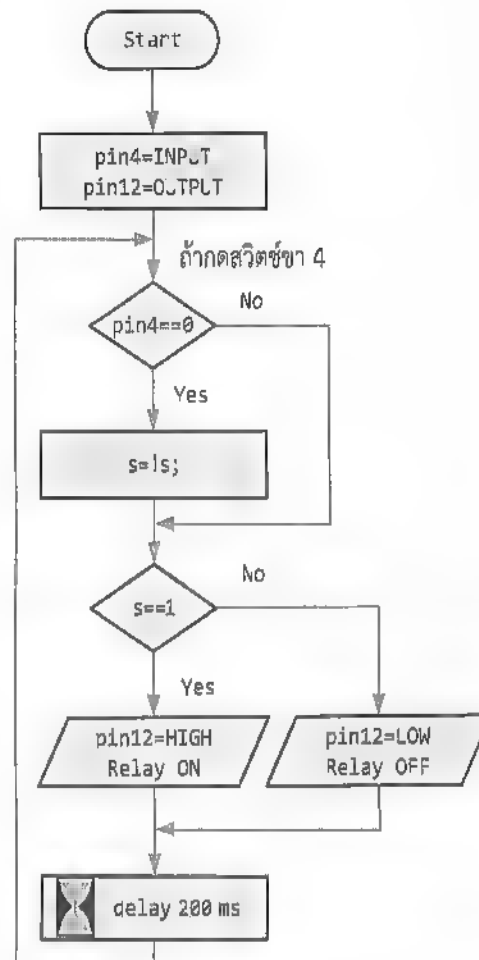 Start
pin4=INPUT
pin12=OUTPUT
ถ้ากดสวิตช์ขา 4
No
pin4==0
Yes
s=!s;
No
s==1
Yes
pin12=HIGH
Relay ON
pin12=LOW
Relay OFF
delay 200 ms